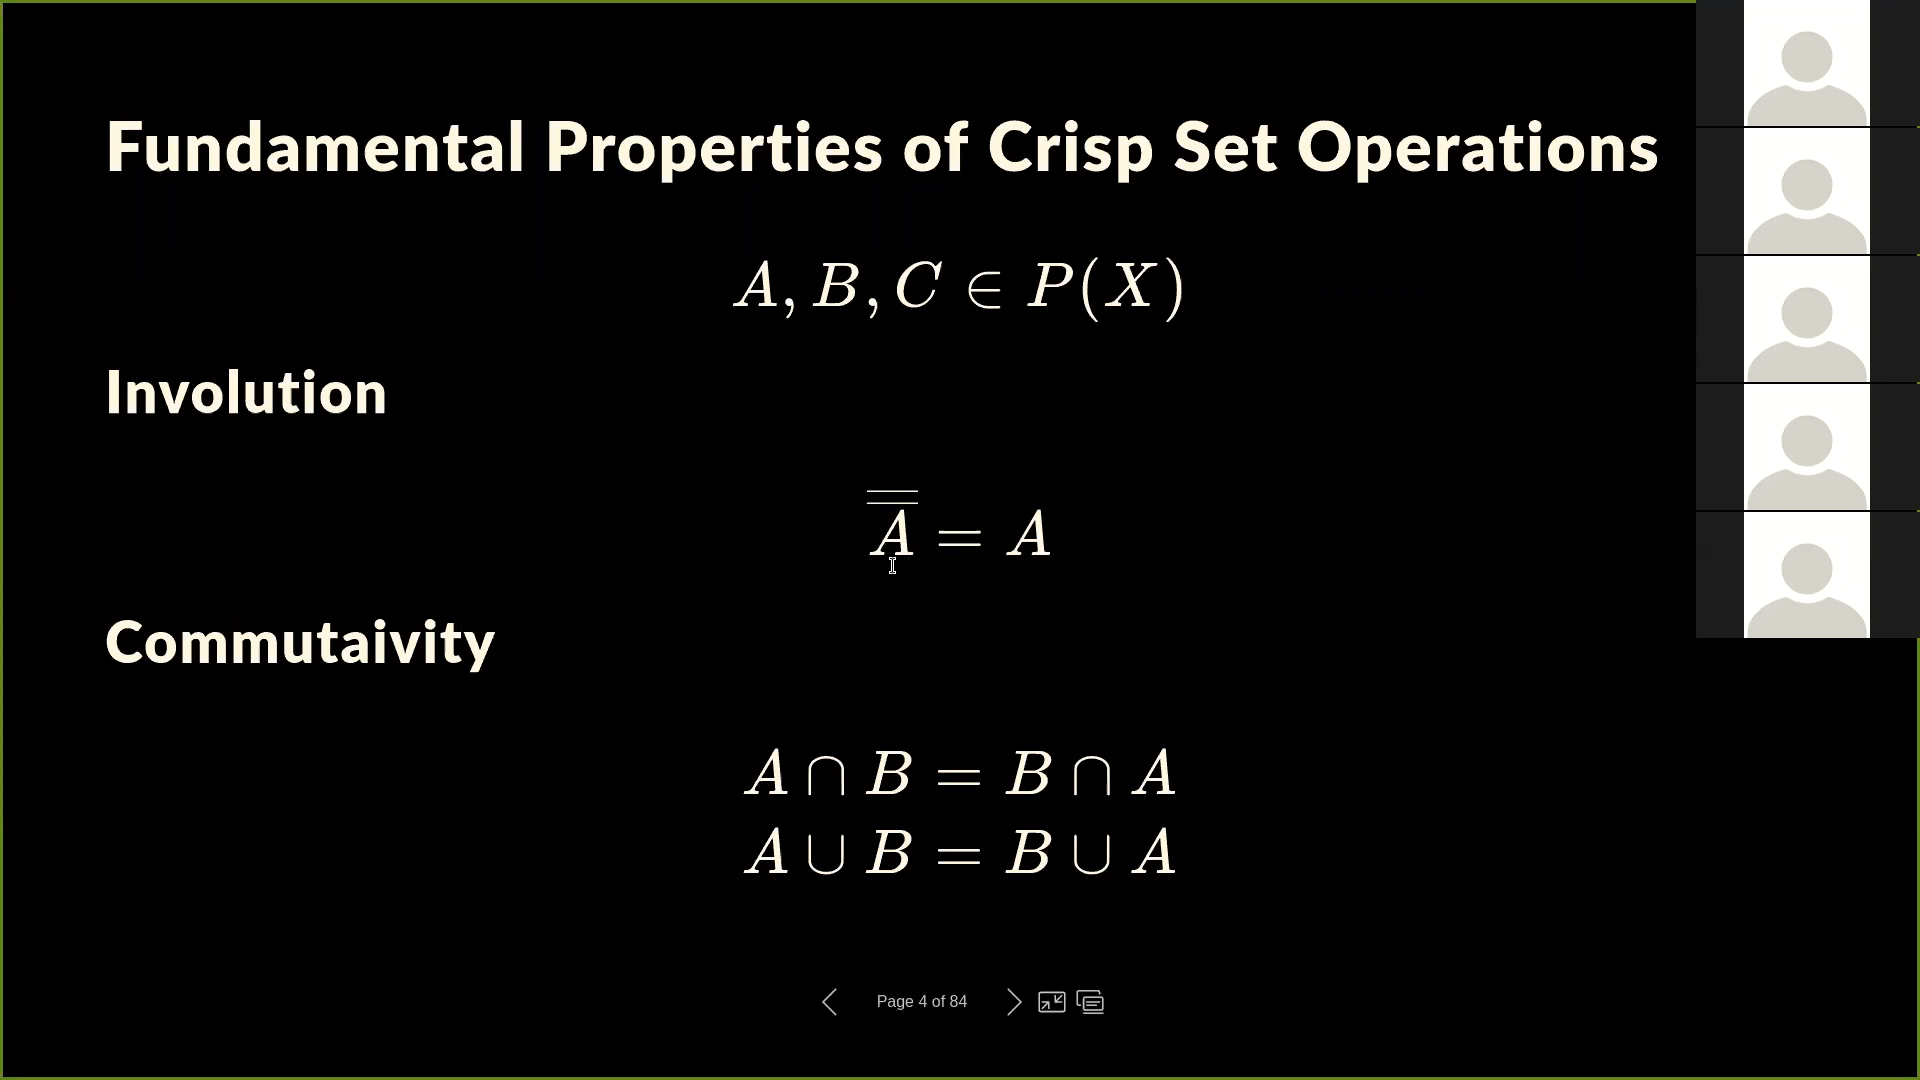 Fundamental Properties of Crisp Set Operations
A, B, C ∈ P(X)
Involution
A̿ = A
Commutaivity
A ∩ B = B ∩ A
A ∪ B = B ∪ A
Page 4 of 84